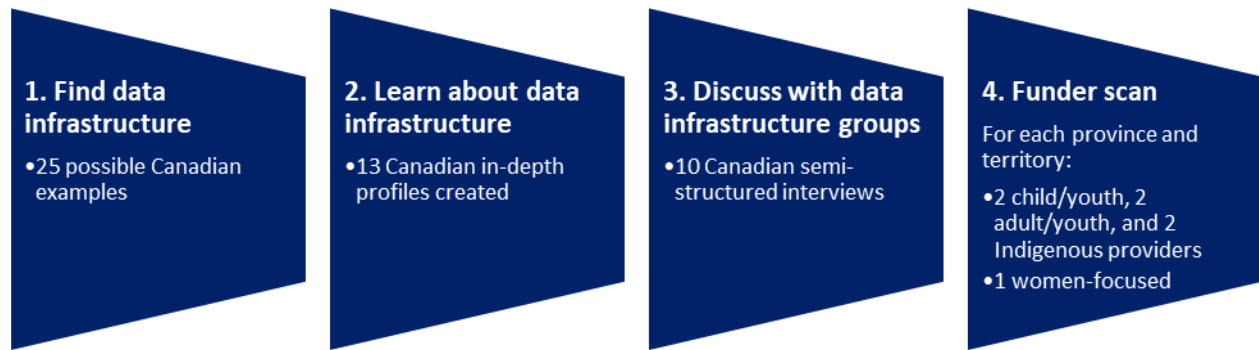 1. Find data
infrastructure
•25 possible Canadian
examples
2. Learn about data
infrastructure
•13 Canadian in-depth
profiles created
3. Discuss with data
infrastructure groups
•10 Canadian semi-
structured interviews
4. Funder scan
For each province and
territory:
•2 child/youth, 2
adult/youth, and 2
Indigenous providers
•1 women-focused